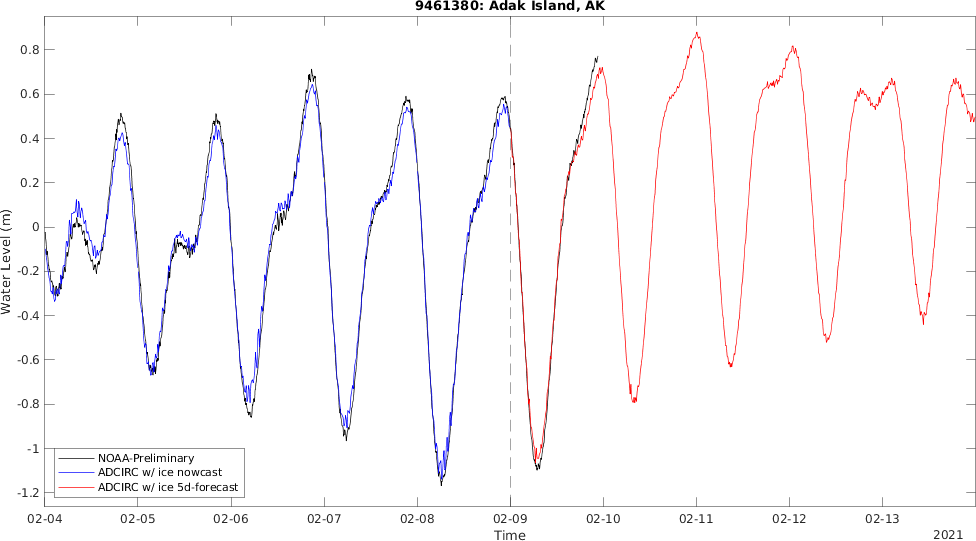 9461380: Adak Island, AK
0.8
0.6
0.4
0.2
0
-0.2
-0.4
-0.6
-0.8
-1
-1.2
Water Level (m)
NOAA-Preliminary
ADCIRC w/ ice nowcast
ADCIRC w/ ice 5d-forecast
02-04 02-05 02-06 02-07 02-08 02-09 02-10 02-11 02-12 02-13
Time
2021